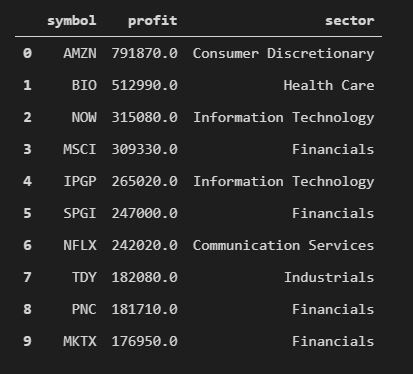 symbol profit sector
0 AMZN 791870.0 Consumer Discretionary
1 BIO 512990.0 Health Care
2 NOW 315080.0 Information Technology
3 MSCI 309330.0 Financials
4 IPGP 265020.0 Information Technology
5 SPGI 247000.0 Financials
6 NFLX 242020.0 Communication Services
7 TDY 182080.0 Industrials
8 PNC 181710.0 Financials
9 MKTX 176950.0 Financials